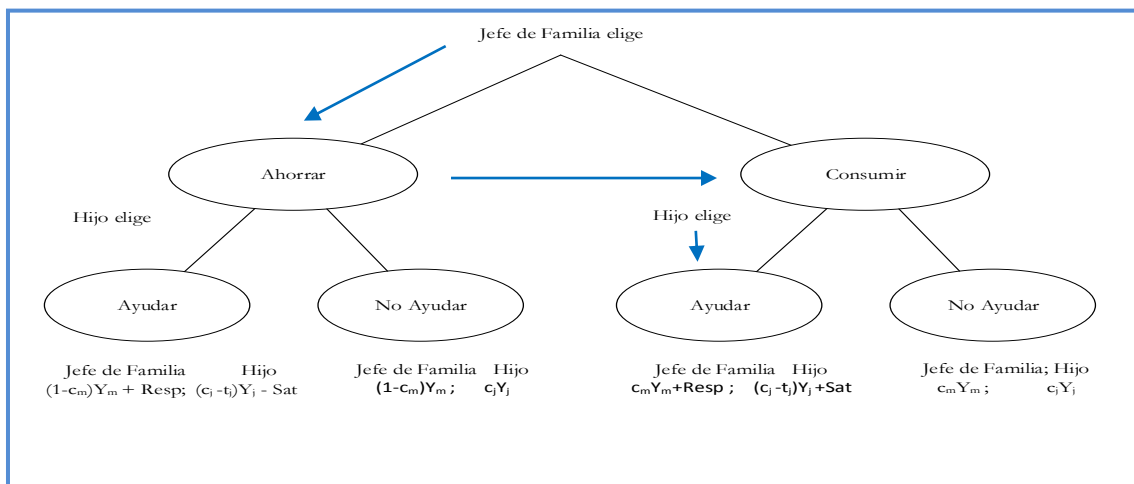 Jefe de Familia elige
Ahorrar
Consumir
Hijo elige
Hijo elige
Ayudar
No Ayudar
Ayudar
No Ayudar
Jefe de Familia Hijo
(1-cₘ)Yₘ + Resp; (cⱼ -tⱼ)Yⱼ - Sat
Jefe de Familia Hijo
(1-cₘ)Yₘ ; cⱼYⱼ
Jefe de Familia Hijo
cₘYₘ+Resp ; (cⱼ -tⱼ)Yⱼ +Sat
Jefe de Familia; Hijo
cₘYₘ ; cⱼYⱼ